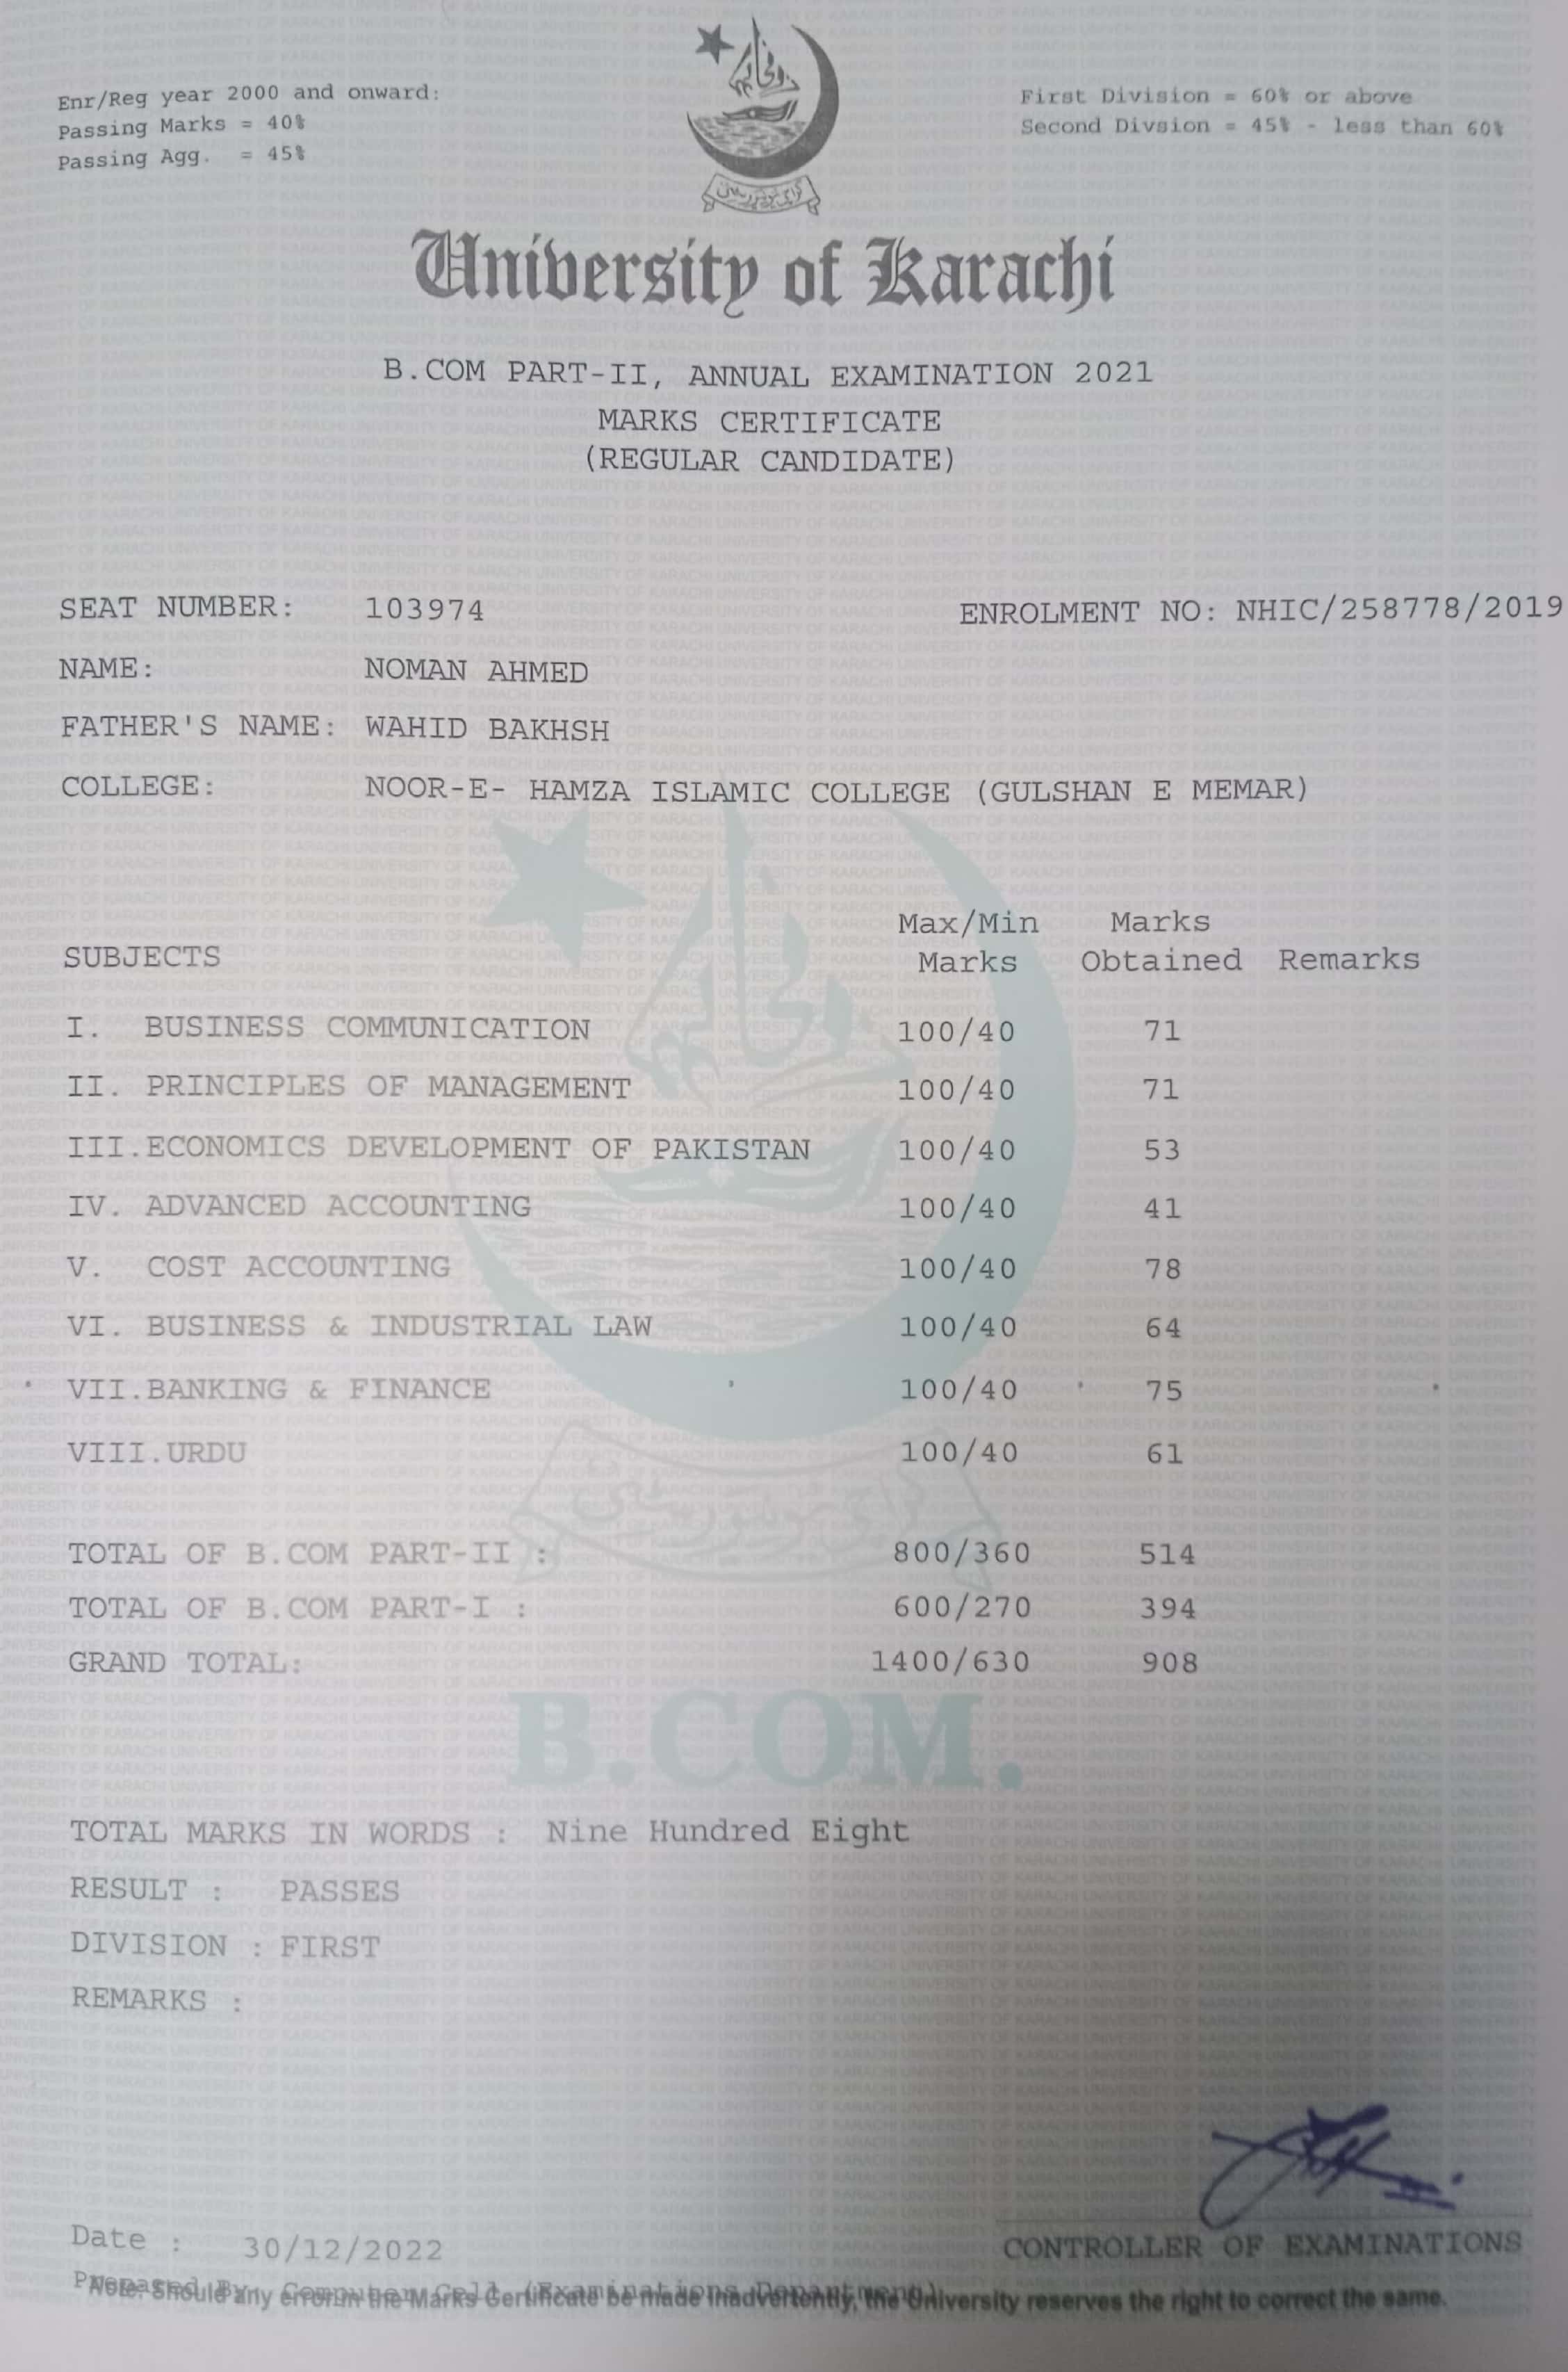 Enr/Reg year 2000 and onward:
Passing Marks = 40%
Passing Agg. = 45%
First Division = 60% or above
Second Divsion = 45% - less than 60%
University of Karachi
B.COM PART-II, ANNUAL EXAMINATION 2021
MARKS CERTIFICATE
(REGULAR CANDIDATE)
SEAT NUMBER: 103974 ENROLMENT NO: NHIC/258778/2019
NAME: NOMAN AHMED
FATHER'S NAME: WAHID BAKHSH
COLLEGE: NOOR-E- HAMZA ISLAMIC COLLEGE (GULSHAN E MEMAR)
Max/Min Marks
SUBJECTS Marks Obtained Remarks
I. BUSINESS COMMUNICATION 100/40 71
II. PRINCIPLES OF MANAGEMENT 100/40 71
III.ECONOMICS DEVELOPMENT OF PAKISTAN 100/40 53
IV. ADVANCED ACCOUNTING 100/40 41
V. COST ACCOUNTING 100/40 78
VI. BUSINESS & INDUSTRIAL LAW 100/40 64
VII.BANKING & FINANCE 100/40 75
VIII.URDU 100/40 61
TOTAL OF B.COM PART-II : 800/360 514
TOTAL OF B.COM PART-I : 600/270 394
GRAND TOTAL: 1400/630 908
B.COM.
TOTAL MARKS IN WORDS : Nine Hundred Eight
RESULT : PASSES
DIVISION : FIRST
REMARKS :
Date : 30/12/2022
CONTROLLER OF EXAMINATIONS
Prepared By: Computer Cell (Examinations Department)
Note: Should any error in the Marks Certificate be made inadvertently, the University reserves the right to correct the same.